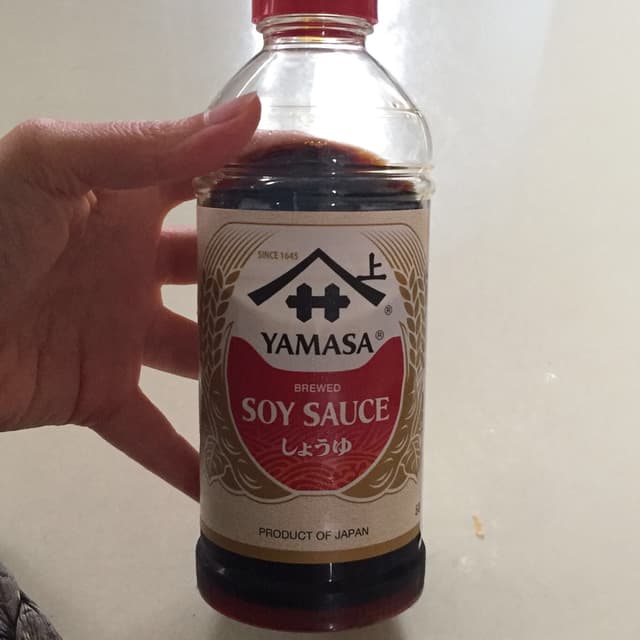 SINCE 1645
上
YAMASA®
®
BREWED
SOY SAUCE
しょうゆ
PRODUCT OF JAPAN